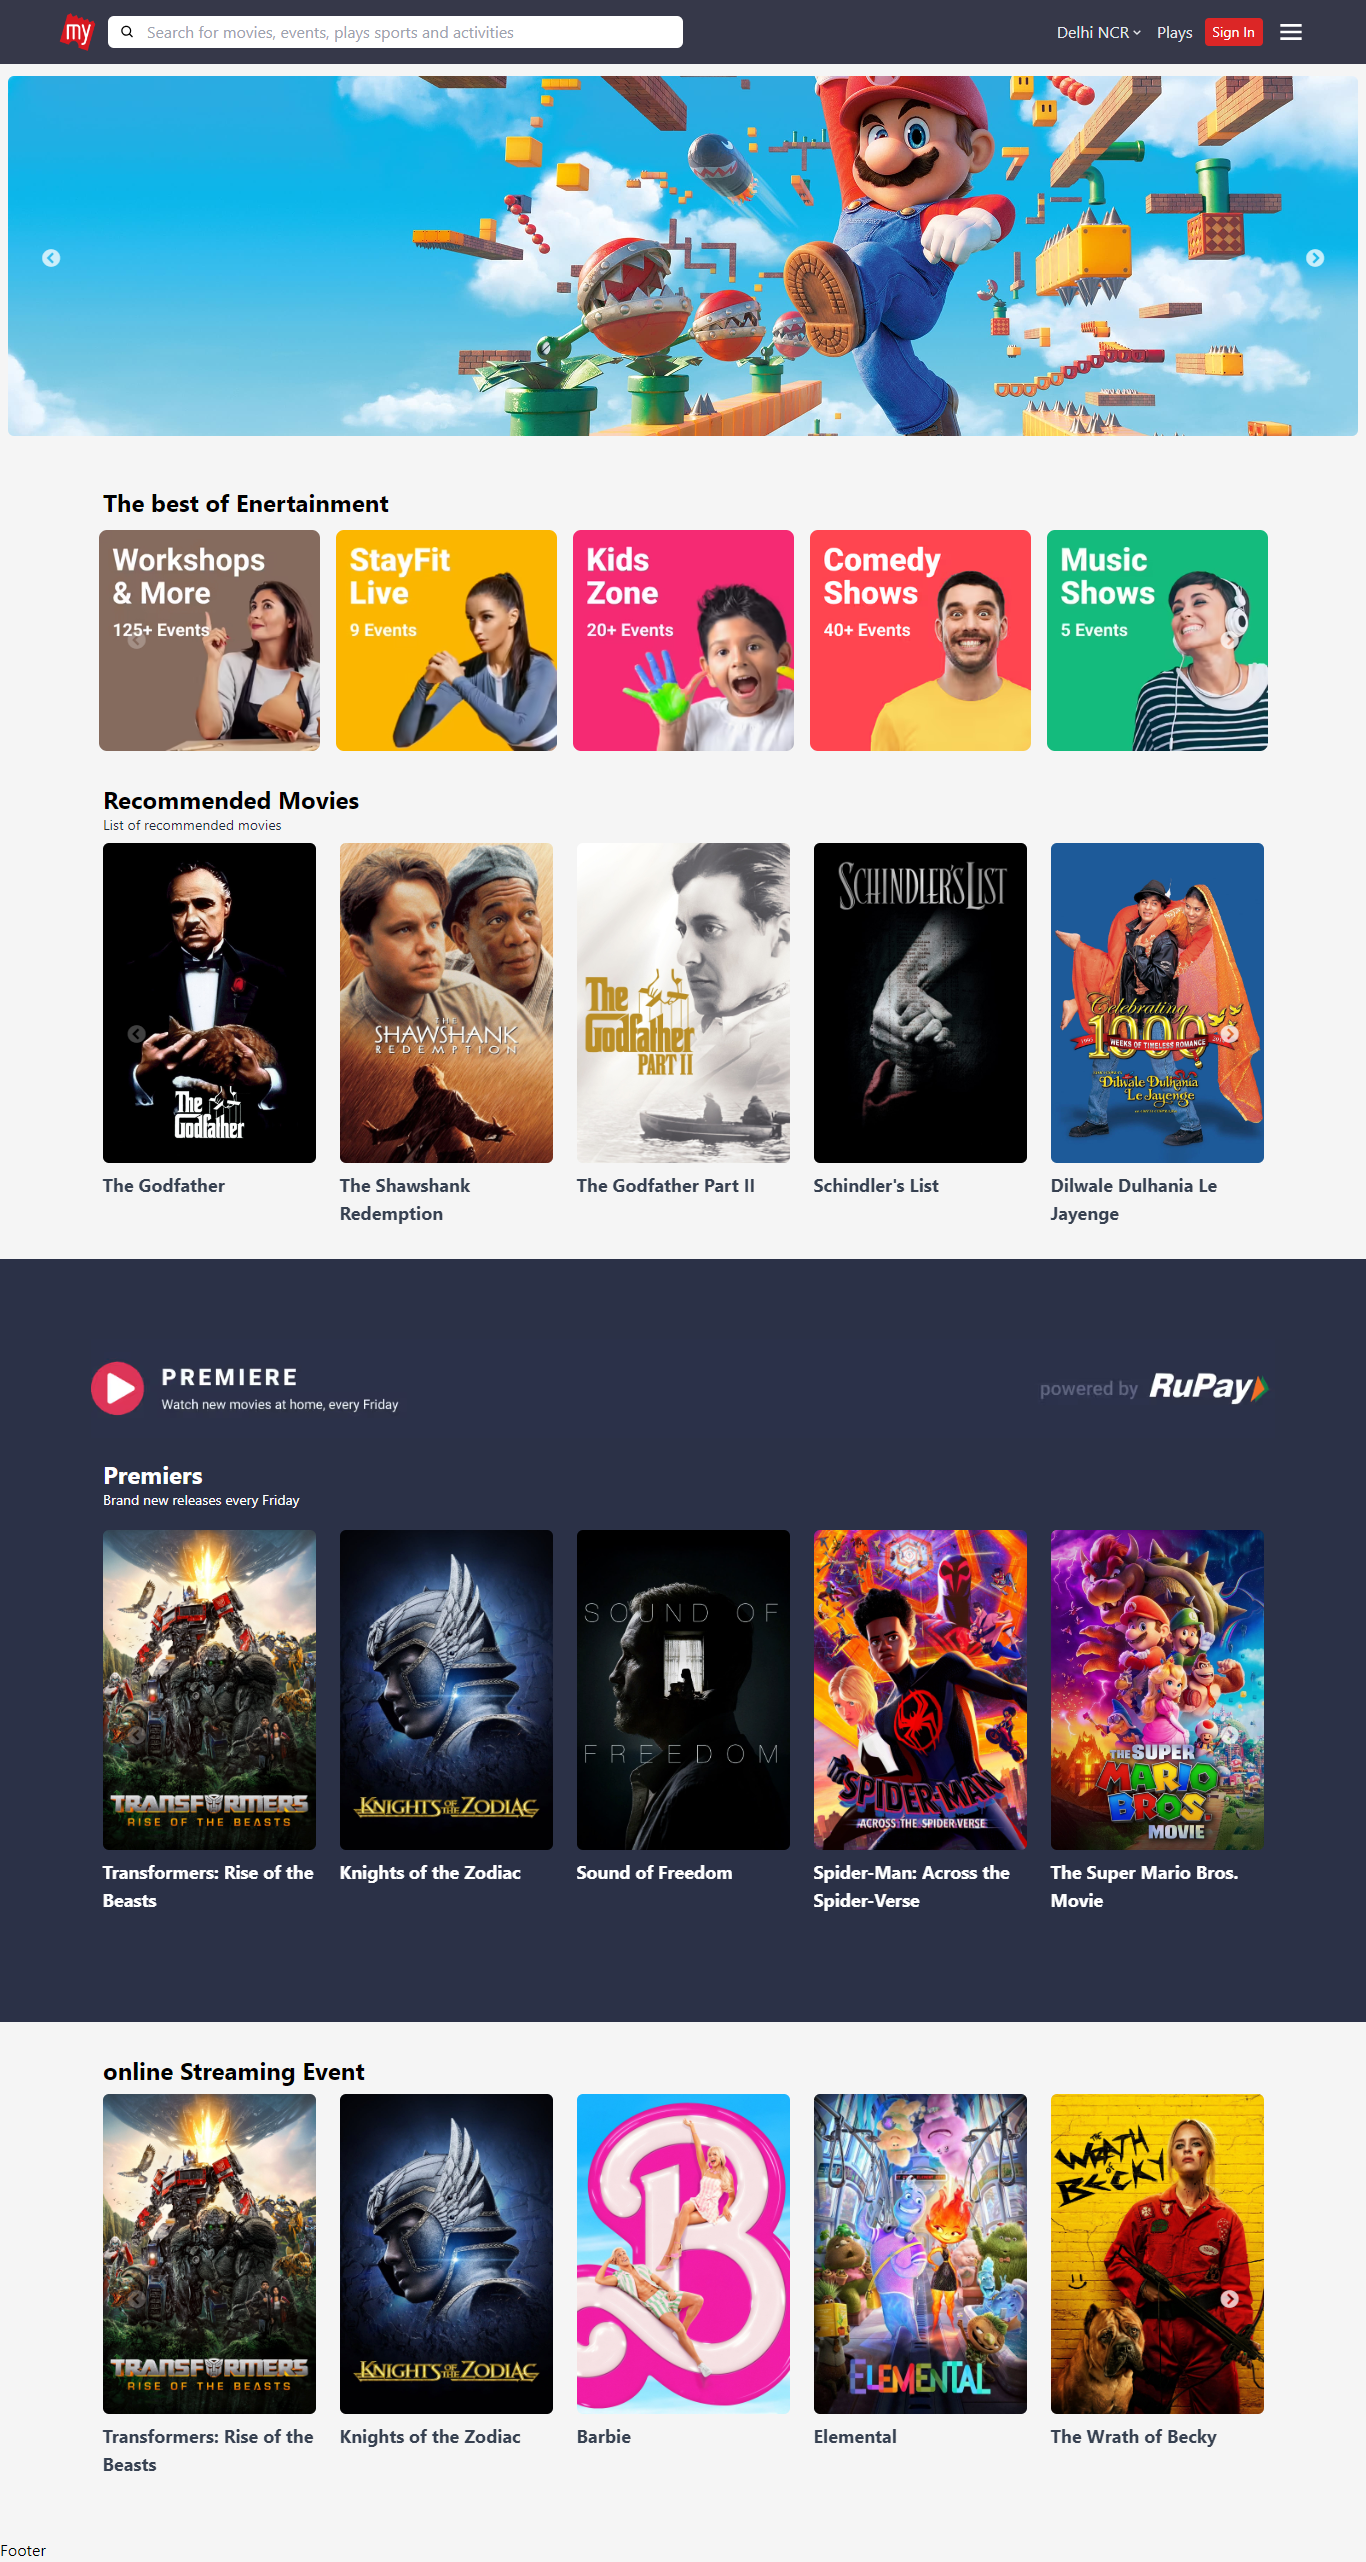 my
Search for movies, events, plays sports and activities
Delhi NCR
Plays
Sign In
The best of Enertainment
Workshops
& More
125+ Events
StayFit
Live
9 Events
Kids
Zone
20+ Events
Comedy
Shows
40+ Events
Music
Shows
5 Events
Recommended Movies
List of recommended movies
The
Godfather
THE
SHAWSHANK
REDEMPTION
The
Godfather
PART II
SCHINDLER'S LIST
Celebrating
1000
WEEKS OF TIMELESS ROMANCE
Dilwale Dulhania
Le Jayenge
The Godfather
The Shawshank
Redemption
The Godfather Part II
Schindler's List
Dilwale Dulhania Le
Jayenge
PREMIERE
Watch new movies at home, every Friday
powered by RuPay
Premiers
Brand new releases every Friday
TRANSFORMERS
RISE OF THE BEASTS
KNIGHTS OF THE ZODIAC
SOUND OF
FREEDOM
SPIDER-MAN
ACROSS THE SPIDER-VERSE
THE SUPER
MARIO
BROS.
MOVIE
Transformers: Rise of the
Beasts
Knights of the Zodiac
Sound of Freedom
Spider-Man: Across the
Spider-Verse
The Super Mario Bros.
Movie
online Streaming Event
TRANSFORMERS
RISE OF THE BEASTS
KNIGHTS OF THE ZODIAC
B
ELEMENTAL
THE
WRATH
OF
BECKY
Transformers: Rise of the
Beasts
Knights of the Zodiac
Barbie
Elemental
The Wrath of Becky
Footer